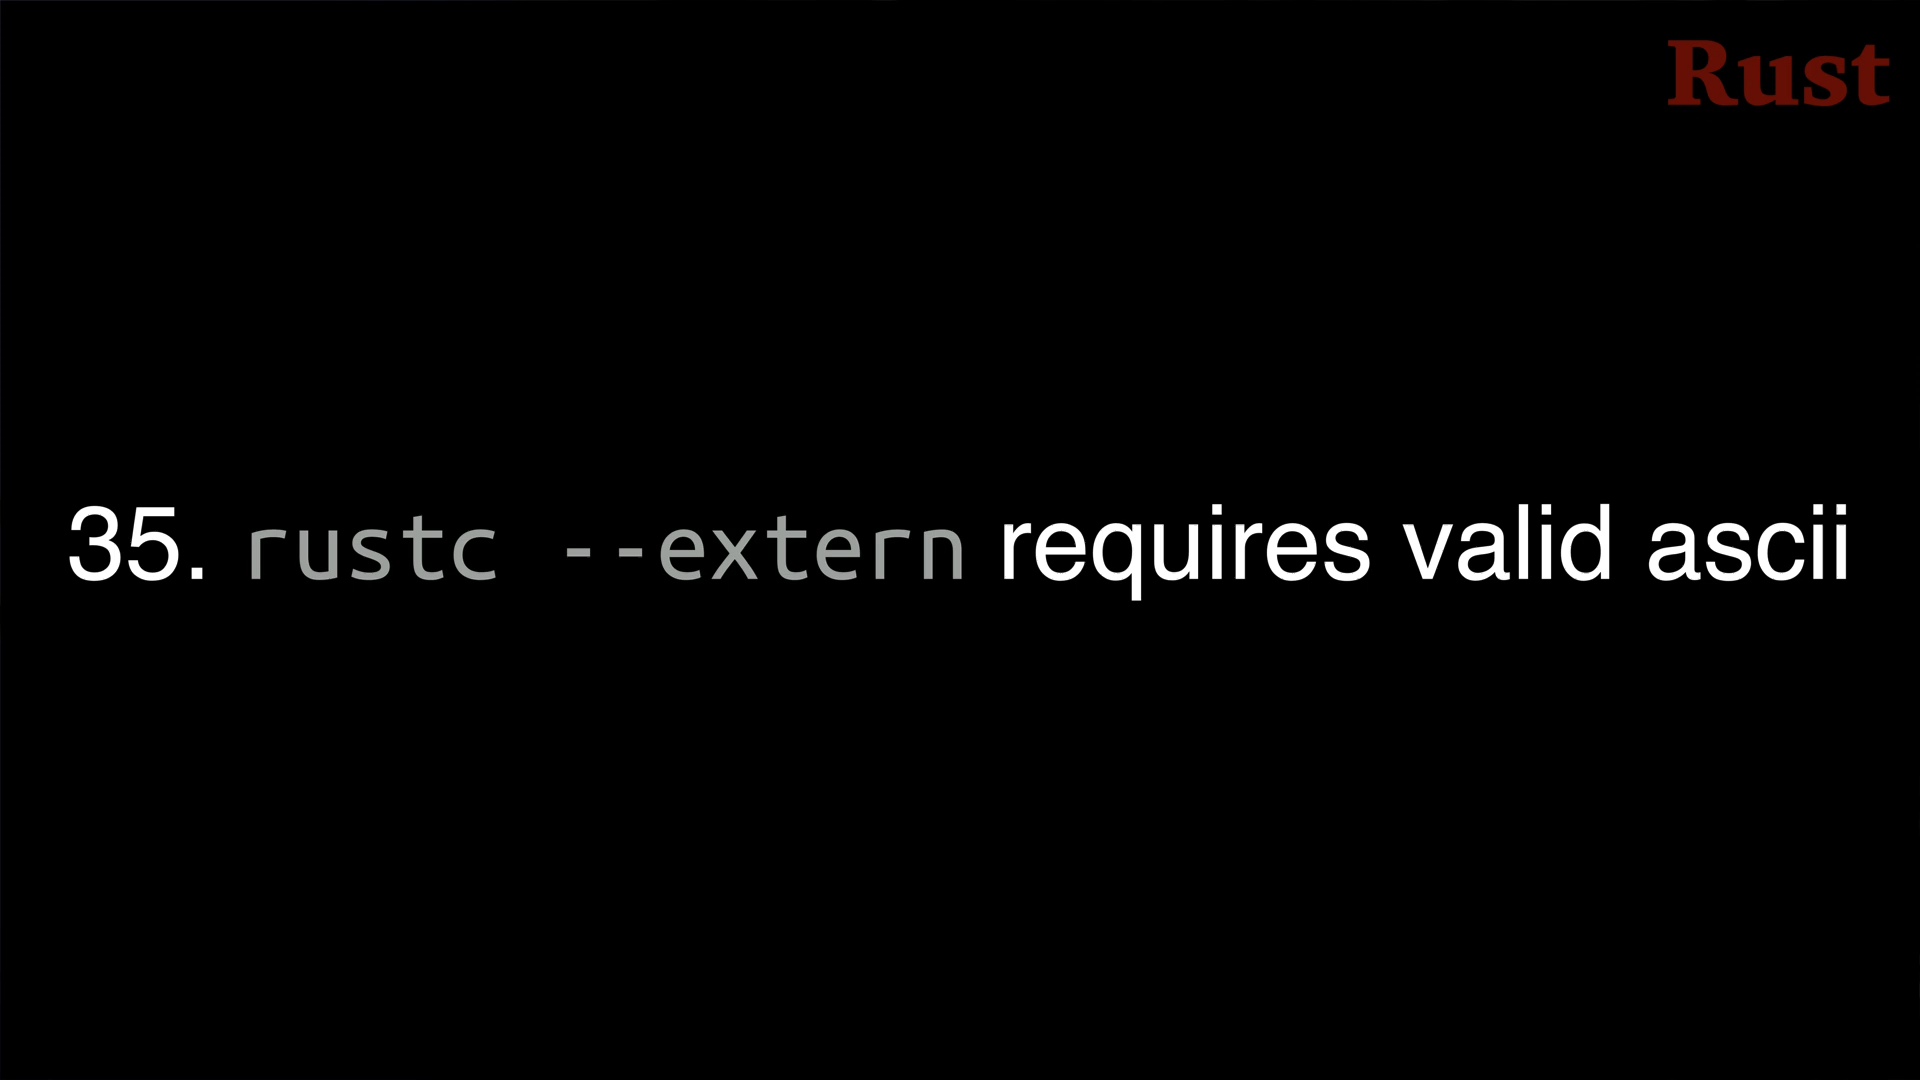 Rust
35. rustc --extern requires valid ascii